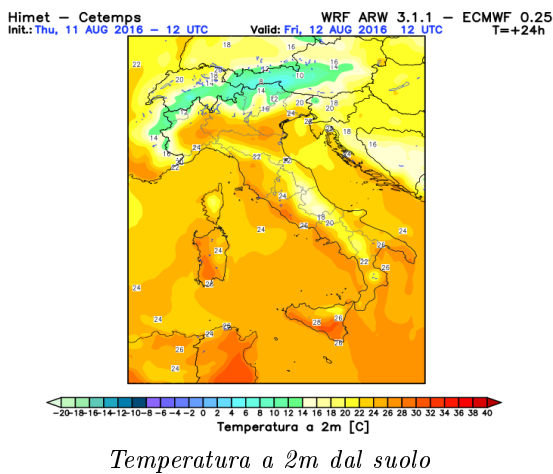 Himet – Cetemps WRF ARW 3.1.1 – ECMWF 0.25
Init.: Thu, 11 AUG 2016 – 12 UTC Valid: Fri, 12 AUG 2016 12 UTC T=+24h
-20-18-16-14-12-10-8 -6 -4 -2 0 2 4 6 8 10 12 14 16 18 20 22 24 26 28 30 32 34 36 38 40
Temperatura a 2m [C]
Temperatura a 2m dal suolo